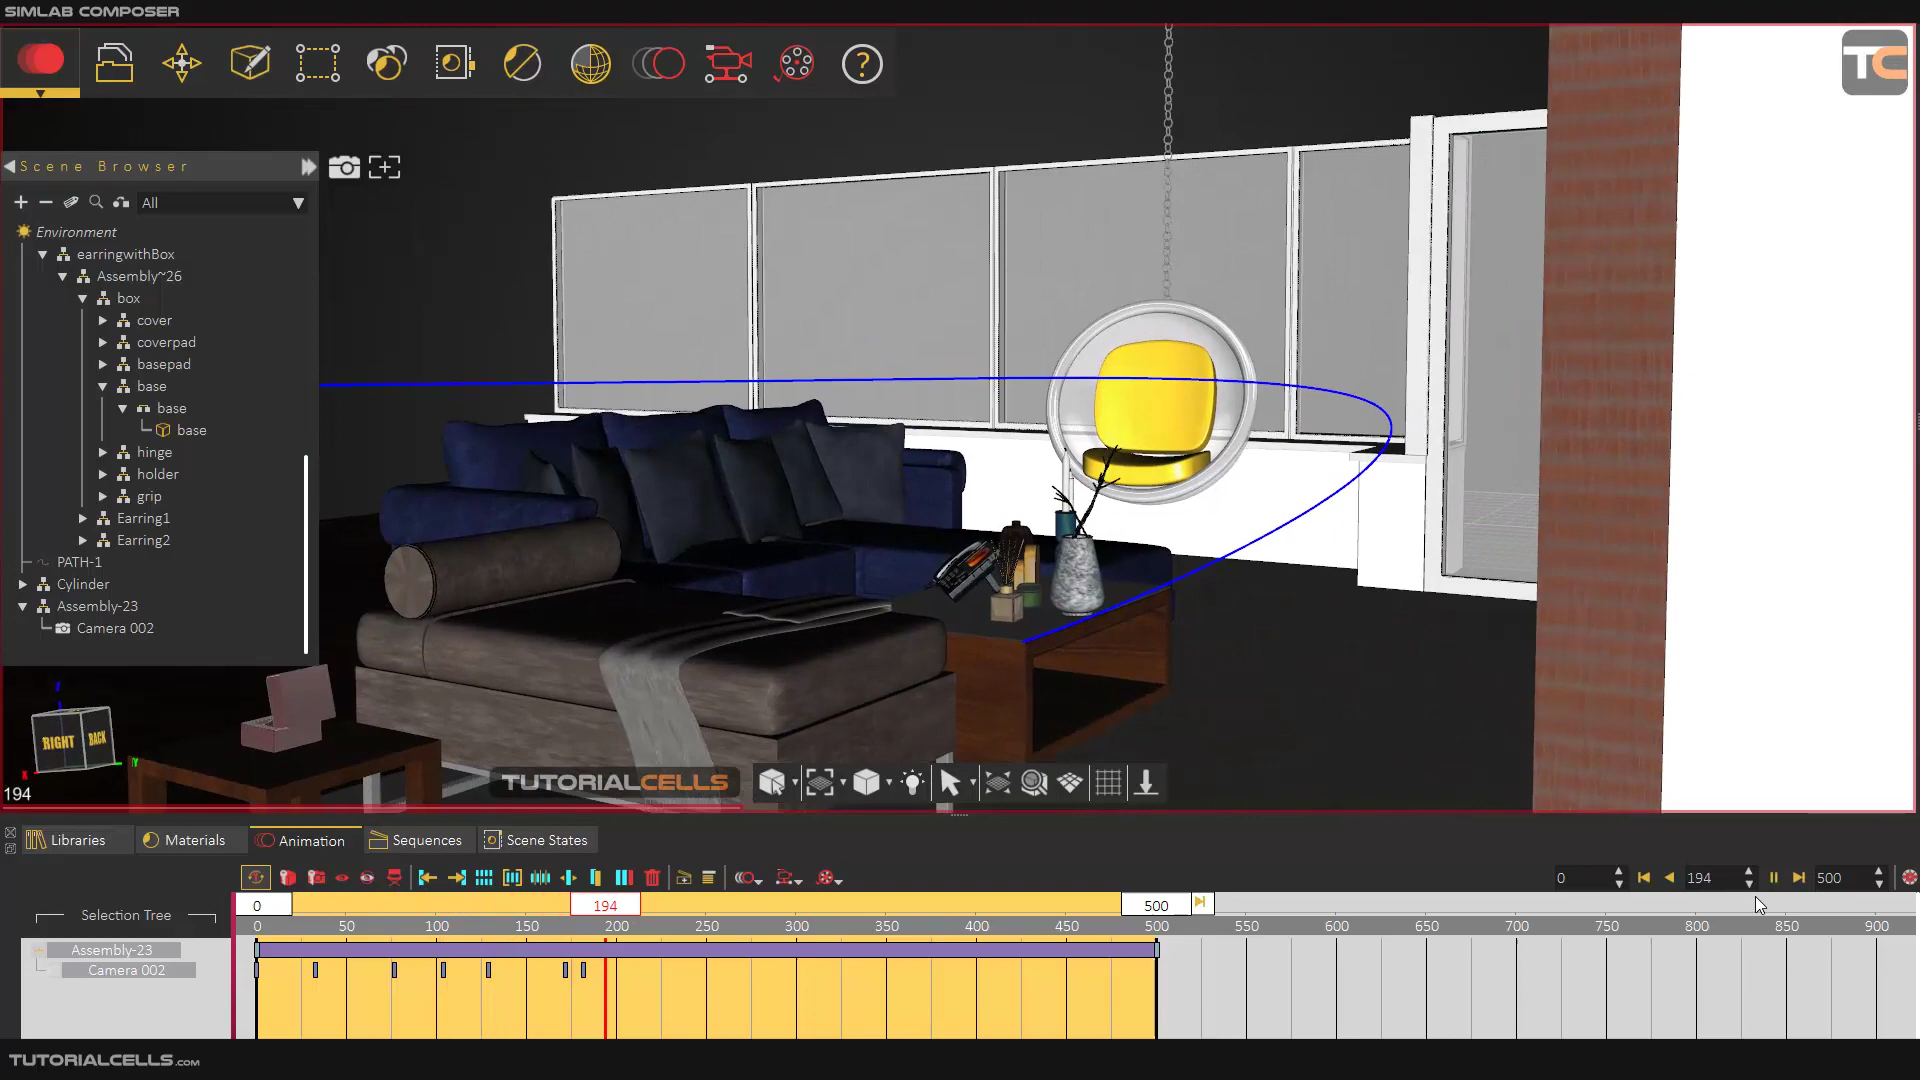 SIMLAB COMPOSER
?
TC
Scene Browser
All
Environment
earringwithBox
Assembly~26
box
cover
coverpad
basepad
base
base
base
hinge
holder
grip
Earring1
Earring2
PATH-1
Cylinder
Assembly-23
Camera 002
RIGHT BACK
194
TUTORIALCELLS
Libraries
Materials
Animation
Sequences
Scene States
0
194
500
0
194
500
Selection Tree
0 50 100 150 200 250 300 350 400 450 500 550 600 650 700 750 800 850 900
Assembly-23
Camera 002
TUTORIALCELLS.com